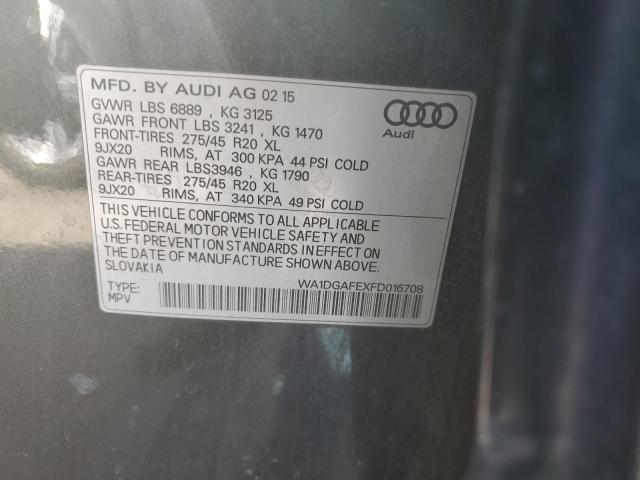 MFD. BY AUDI AG 02 15
GVWR LBS 6889 , KG 3125
GAWR FRONT LBS 3241 , KG 1470
FRONT-TIRES 275/45 R20 XL
9JX20 RIMS, AT 300 KPA 44 PSI COLD
GAWR REAR LBS3946 , KG 1790
REAR-TIRES 275/45 R20 XL
9JX20 RIMS, AT 340 KPA 49 PSI COLD
Audi
THIS VEHICLE CONFORMS TO ALL APPLICABLE
U.S. FEDERAL MOTOR VEHICLE SAFETY AND
THEFT PREVENTION STANDARDS IN EFFECT ON
THE DATE OF MANUFACTURE SHOWN ABOVE.
SLOVAKIA
WA1DGAFEXFD016708
TYPE:
MPV